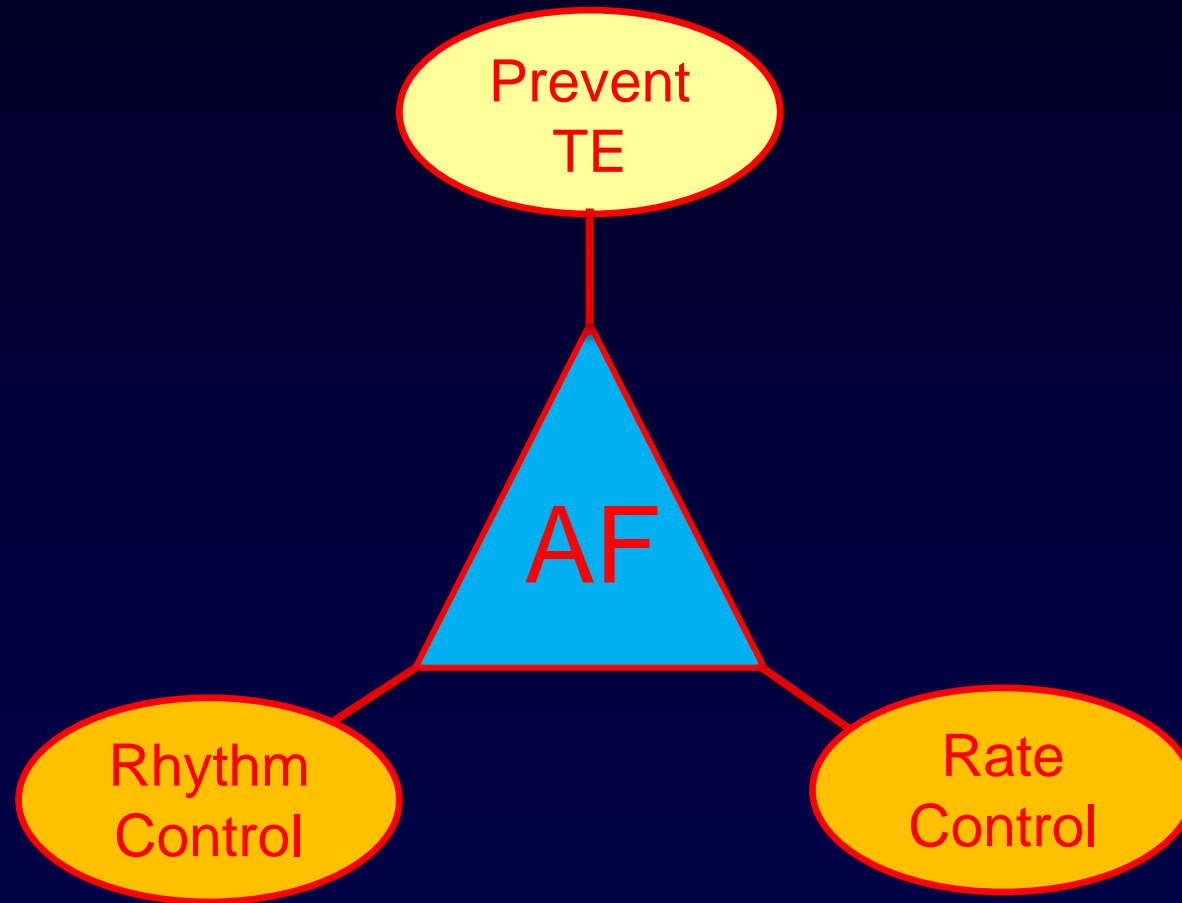 Prevent
TE
AF
Rhythm
Control
Rate
Control